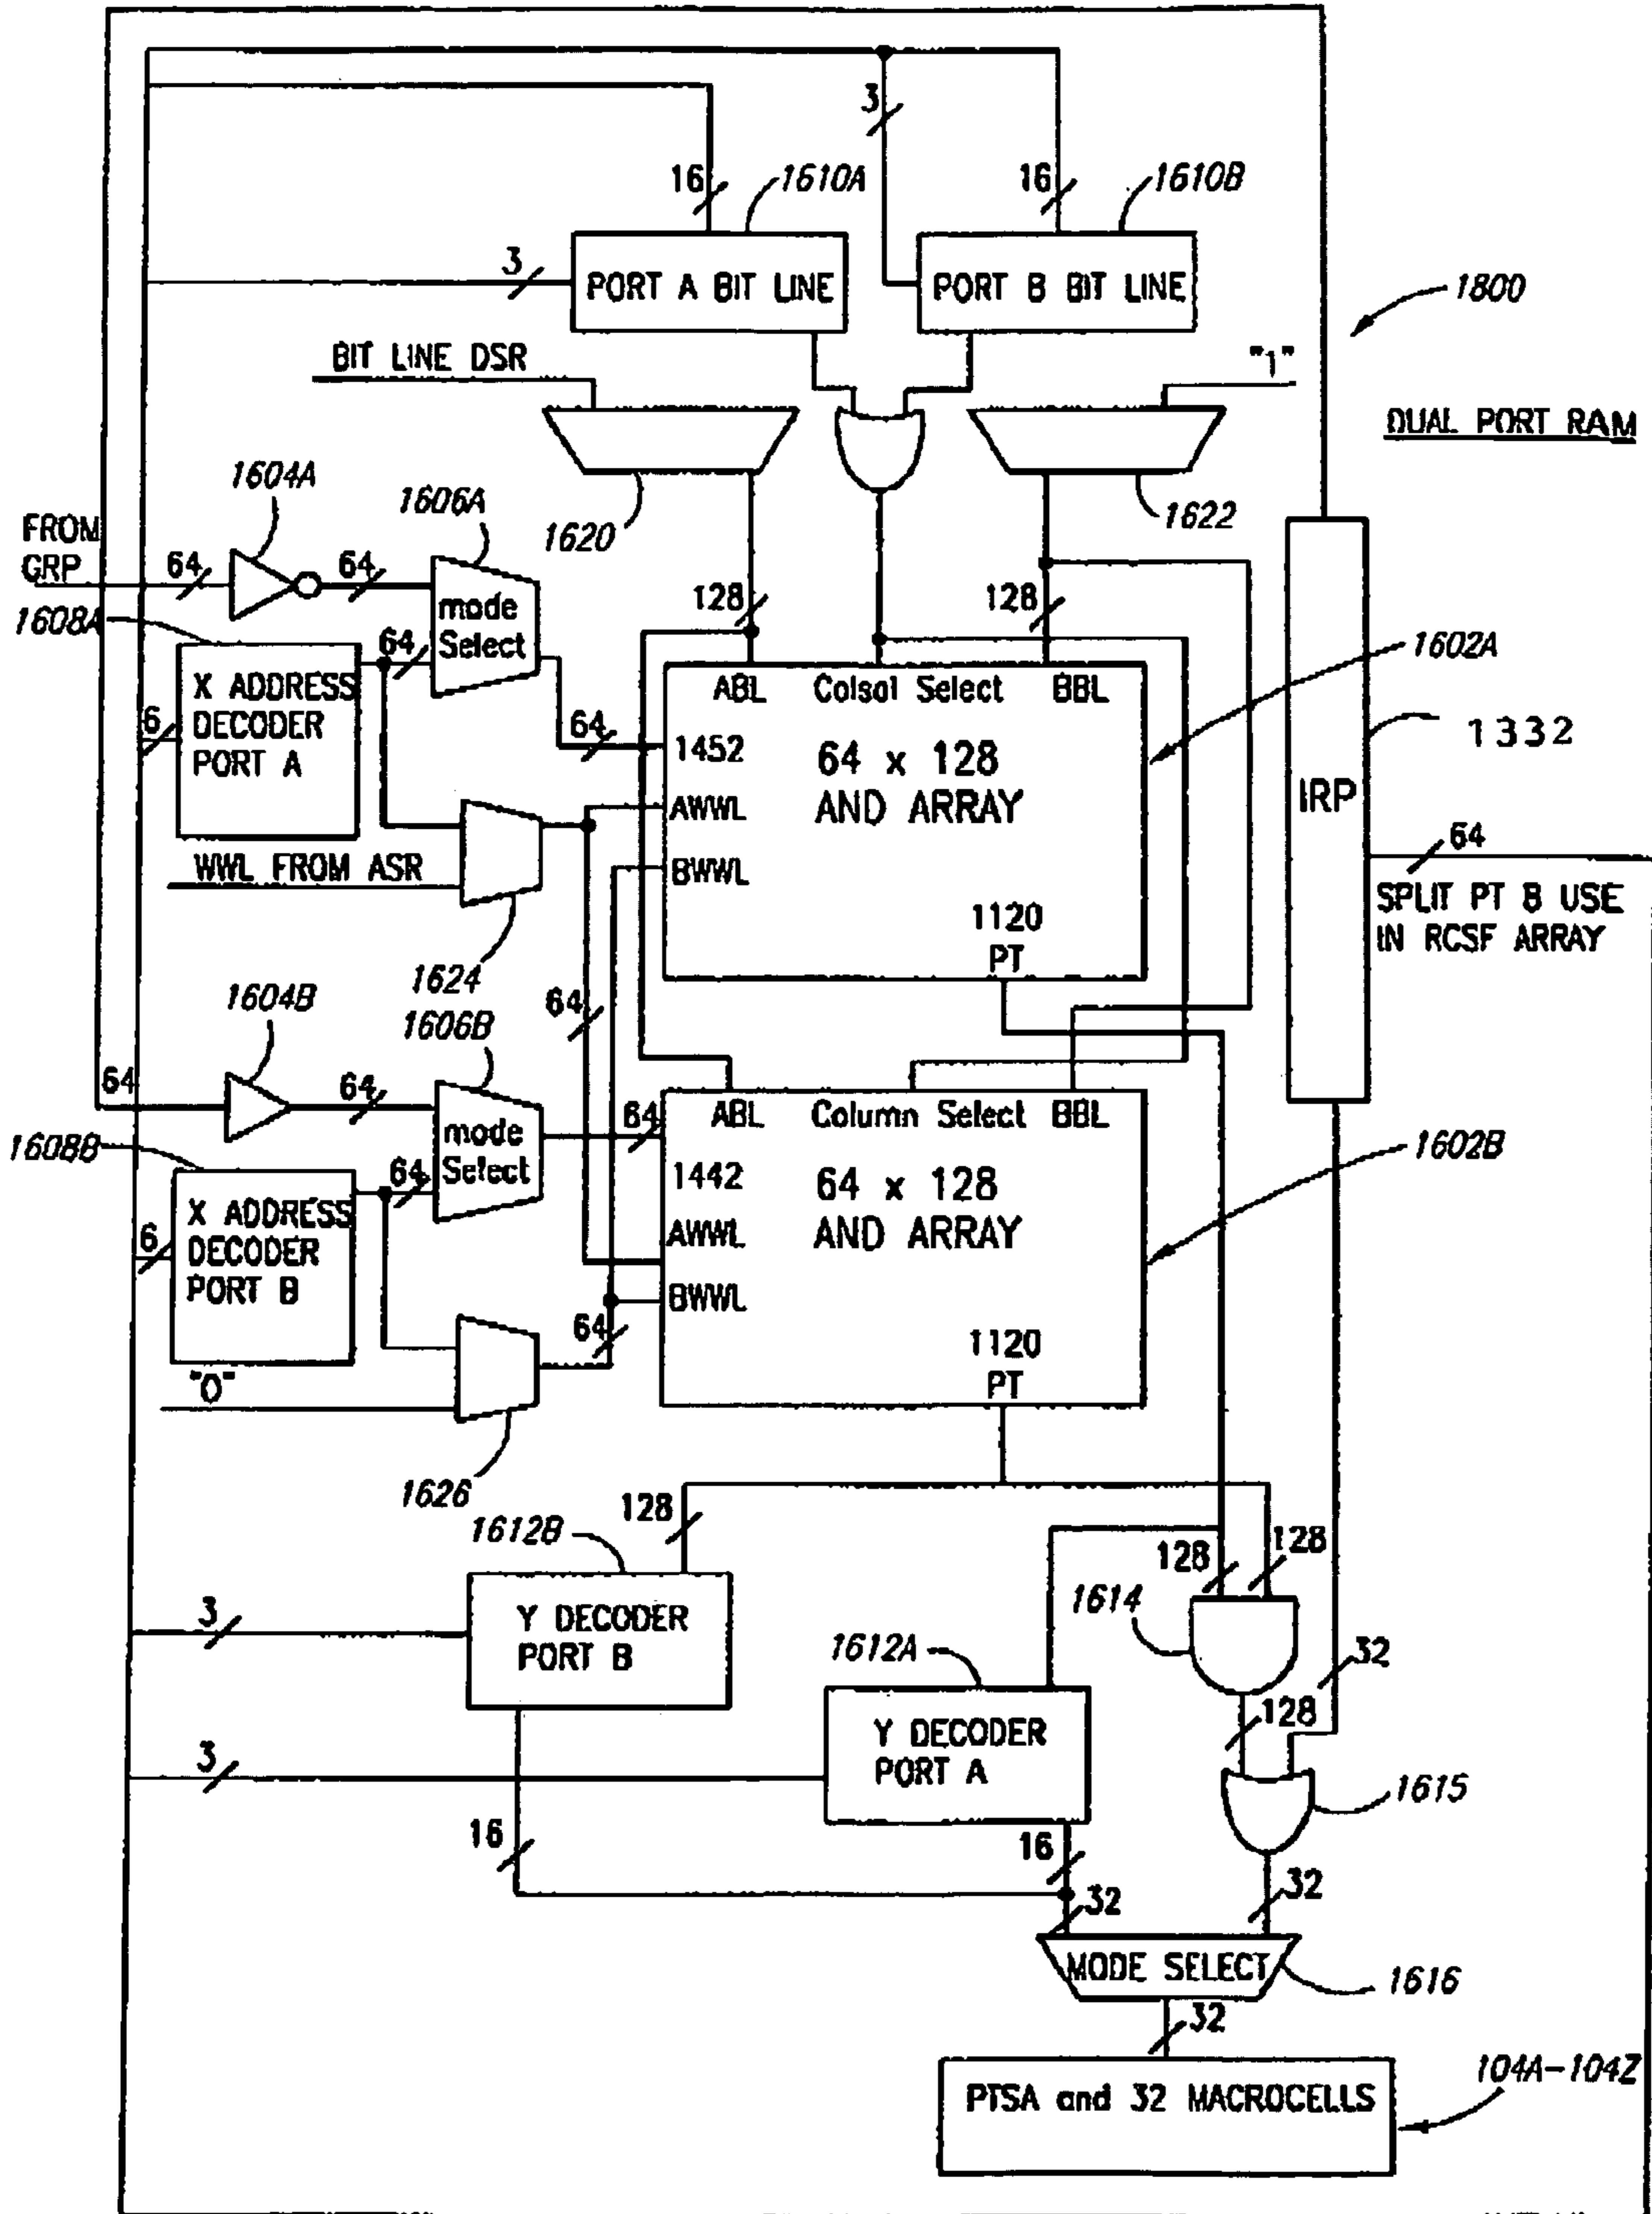 3
16
1610A
16
1610B
3
PORT A BIT LINE
PORT B BIT LINE
1800
BIT LINE DSR
"1"
DUAL PORT RAM
1604A
1606A
1620
1622
FROM
GRP
64
64
mode
Select
128
128
1608A
64
1602A
X ADDRESS
DECODER
PORT A
ABL
Colsol Select
BBL
6
64
1452
64 x 128
AND ARRAY
1332
AWWL
IRP
WWL FROM ASR
BWWL
64
SPLIT PT B USE
IN RCSF ARRAY
1120
PT
1624
1604B
64
1606B
64
64
mode
Select
64
ABL
Column Select
BBL
1608B
64
1442
64 x 128
AND ARRAY
1602B
X ADDRESS
DECODER
PORT B
6
AWWL
BWWL
64
1120
PT
"0"
1626
128
1612B
128
128
3
Y DECODER
PORT B
1614
1612A
32
128
3
Y DECODER
PORT A
1615
16
16
32
32
MODE SELECT
1616
32
104A-104Z
PTSA and 32 MACROCELLS